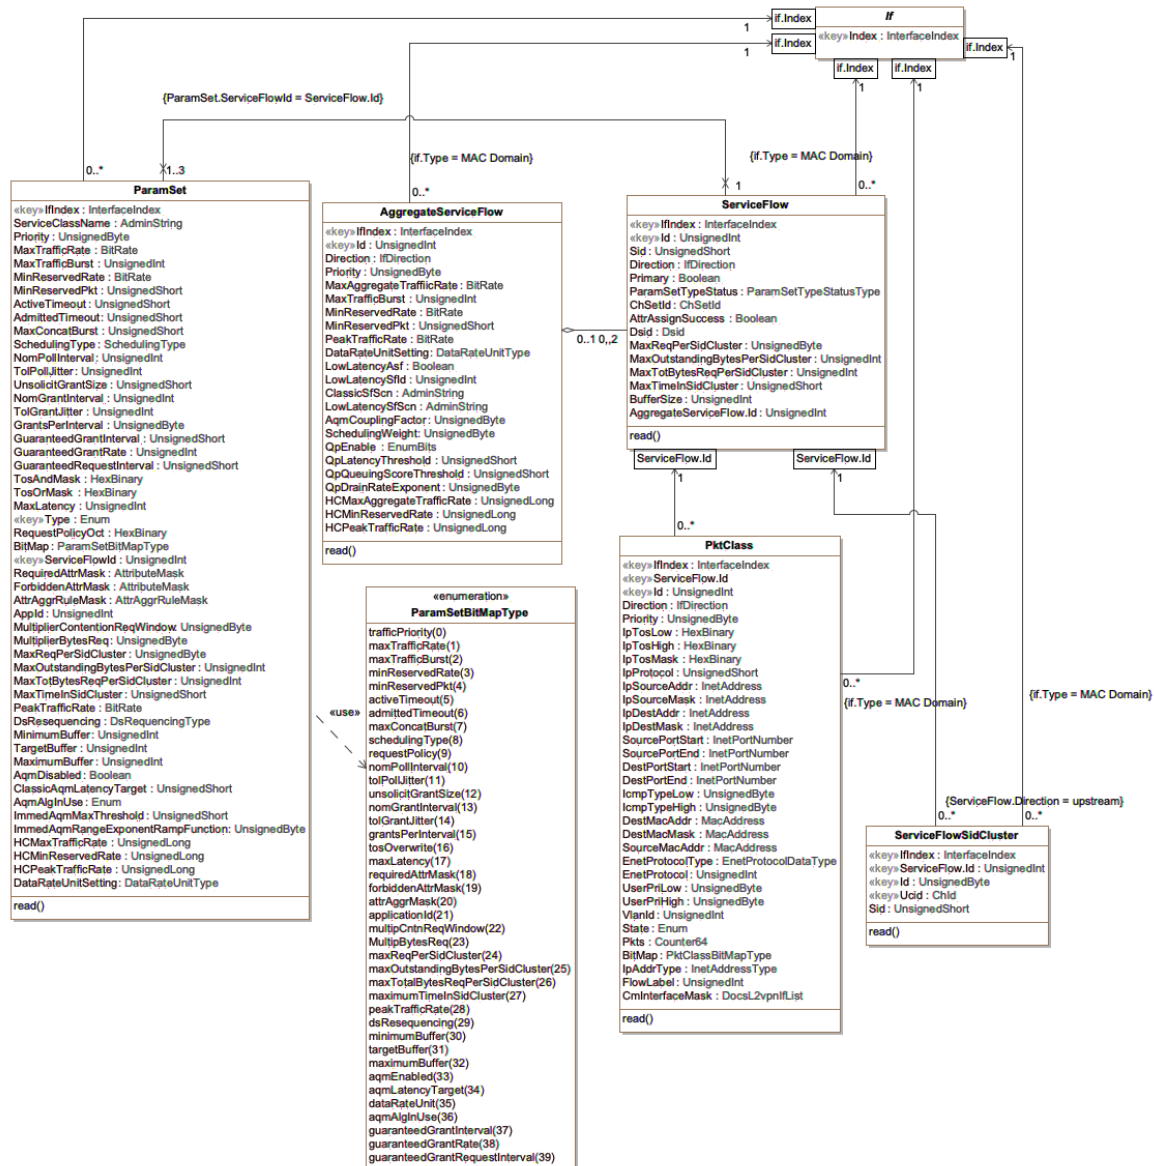 If
«key»Index : InterfaceIndex
if.Index
1
if.Index
1
if.Index
1
if.Index
1
if.Index
1
{ParamSet.ServiceFlowId = ServiceFlow.Id}
0..*
1..3
{if.Type = MAC Domain}
0..*
{if.Type = MAC Domain}
1
0..*
ParamSet
«key»IfIndex : InterfaceIndex
ServiceClassName : AdminString
Priority : UnsignedByte
MaxTrafficRate : BitRate
MaxTrafficBurst : UnsignedInt
MinReservedRate : BitRate
MinReservedPkt : UnsignedShort
ActiveTimeout : UnsignedShort
AdmittedTimeout : UnsignedShort
MaxConcatBurst : UnsignedShort
SchedulingType : SchedulingType
NomPollInterval : UnsignedInt
TolPollJitter : UnsignedInt
UnsolicitGrantSize : UnsignedShort
NomGrantInterval : UnsignedInt
TolGrantJitter : UnsignedInt
GrantsPerInterval : UnsignedByte
GuaranteedGrantInterval : UnsignedShort
GuaranteedGrantRate : UnsignedInt
GuaranteedRequestInterval : UnsignedShort
TosAndMask : HexBinary
TosOrMask : HexBinary
MaxLatency : UnsignedInt
«key»Type : Enum
RequestPolicyOct : HexBinary
BitMap : ParamSetBitMapType
«key»ServiceFlowId : UnsignedInt
RequiredAttrMask : AttributeMask
ForbiddenAttrMask : AttributeMask
AttrAggrRuleMask : AttrAggrRuleMask
AppId : UnsignedInt
MultiplierContentionReqWindow: UnsignedByte
MultiplierBytesReq : UnsignedByte
MaxReqPerSidCluster : UnsignedByte
MaxOutstandingBytesPerSidCluster : UnsignedInt
MaxTotBytesReqPerSidCluster : UnsignedInt
MaxTimeInSidCluster : UnsignedShort
PeakTrafficRate : BitRate
DsResequencing : DsRequencingType
MinimumBuffer : UnsignedInt
TargetBuffer : UnsignedInt
MaximumBuffer : UnsignedInt
AqmDisabled : Boolean
ClassicAqmLatencyTarget : UnsignedShort
AqmAlgInUse : Enum
ImmedAqmMaxThreshold : UnsignedShort
ImmedAqmRangeExponentRampFunction: UnsignedByte
HCMaxTrafficRate : UnsignedLong
HCMinReservedRate : UnsignedLong
HCPeakTrafficRate : UnsignedLong
DataRateUnitSetting: DataRateUnitType
read()
AggregateServiceFlow
«key»IfIndex : InterfaceIndex
«key»Id : UnsignedInt
Direction : IfDirection
Priority : UnsignedByte
MaxAggregateTraffiicRate : BitRate
MaxTrafficBurst : UnsignedInt
MinReservedRate : BitRate
MinReservedPkt : UnsignedShort
PeakTrafficRate : BitRate
DataRateUnitSetting: DataRateUnitType
LowLatencyAsf : Boolean
LowLatencySfId : UnsignedInt
ClassicSfScn : AdminString
LowLatencySfScn : AdminString
AqmCouplingFactor : UnsignedByte
SchedulingWeight: UnsignedByte
QpEnable : EnumBits
QpLatencyThreshold : UnsignedShort
QpQueuingScoreThreshold : UnsignedShort
QpDrainRateExponent : UnsignedByte
HCMaxAggregateTrafficRate : UnsignedLong
HCMinReservedRate : UnsignedLong
HCPeakTrafficRate : UnsignedLong
read()
0..1 0,,2
ServiceFlow
«key»IfIndex : InterfaceIndex
«key»Id : UnsignedInt
Sid : UnsignedShort
Direction : IfDirection
Primary : Boolean
ParamSetTypeStatus : ParamSetTypeStatusType
ChSetId : ChSetId
AttrAssignSuccess : Boolean
Dsid : Dsid
MaxReqPerSidCluster : UnsignedByte
MaxOutstandingBytesPerSidCluster : UnsignedInt
MaxTotBytesReqPerSidCluster : UnsignedInt
MaxTimeInSidCluster : UnsignedShort
BufferSize : UnsignedInt
AggregateServiceFlow.Id : UnsignedInt
read()
ServiceFlow.Id
1
ServiceFlow.Id
1
0..*
PktClass
«key»IfIndex : InterfaceIndex
«key»ServiceFlow.Id
«key»Id : UnsignedInt
Direction : IfDirection
Priority : UnsignedByte
IpTosLow : HexBinary
IpTosHigh : HexBinary
IpTosMask : HexBinary
IpProtocol : UnsignedShort
IpSourceAddr : InetAddress
IpSourceMask : InetAddress
IpDestAddr : InetAddress
IpDestMask : InetAddress
SourcePortStart : InetPortNumber
SourcePortEnd : InetPortNumber
DestPortStart : InetPortNumber
DestPortEnd : InetPortNumber
IcmpTypeLow : UnsignedByte
IcmpTypeHigh : UnsignedByte
DestMacAddr : MacAddress
DestMacMask : MacAddress
SourceMacAddr : MacAddress
EnetProtocolType : EnetProtocolDataType
EnetProtocol : UnsignedInt
UserPriLow : UnsignedByte
UserPriHigh : UnsignedByte
VlanId : UnsignedInt
State : Enum
Pkts : Counter64
BitMap : PktClassBitMapType
IpAddrType : InetAddressType
FlowLabel : UnsignedInt
CmInterfaceMask : DocsL2vpnIfList
read()
0..*
{if.Type = MAC Domain}
{if.Type = MAC Domain}
{ServiceFlow.Direction = upstream}
0..*
0..*
ServiceFlowSidCluster
«key»IfIndex : InterfaceIndex
«key»ServiceFlow.Id : UnsignedInt
«key»Id : UnsignedByte
«key»Ucid : ChId
Sid : UnsignedShort
read()
«use»
«enumeration»
ParamSetBitMapType
trafficPriority(0)
maxTrafficRate(1)
maxTrafficBurst(2)
minReservedRate(3)
minReservedPkt(4)
activeTimeout(5)
admittedTimeout(6)
maxConcatBurst(7)
schedulingType(8)
requestPolicy(9)
nomPollInterval(10)
tolPollJitter(11)
unsolicitGrantSize(12)
nomGrantInterval(13)
tolGrantJitter(14)
grantsPerInterval(15)
tosOverwrite(16)
maxLatency(17)
requiredAttrMask(18)
forbiddenAttrMask(19)
attrAggrMask(20)
applicationId(21)
multipCntnReqWindow(22)
MultipBytesReq(23)
maxReqPerSidCluster(24)
maxOutstandingBytesPerSidCluster(25)
maxTotalBytesReqPerSidCluster(26)
maximumTimeInSidCluster(27)
peakTrafficRate(28)
dsResequencing(29)
minimumBuffer(30)
targetBuffer(31)
maximumBuffer(32)
aqmEnabled(33)
aqmLatencyTarget(34)
dataRateUnit(35)
aqmAlgInUse(36)
guaranteedGrantInterval(37)
guaranteedGrantRate(38)
guaranteedGrantRequestInterval(39)